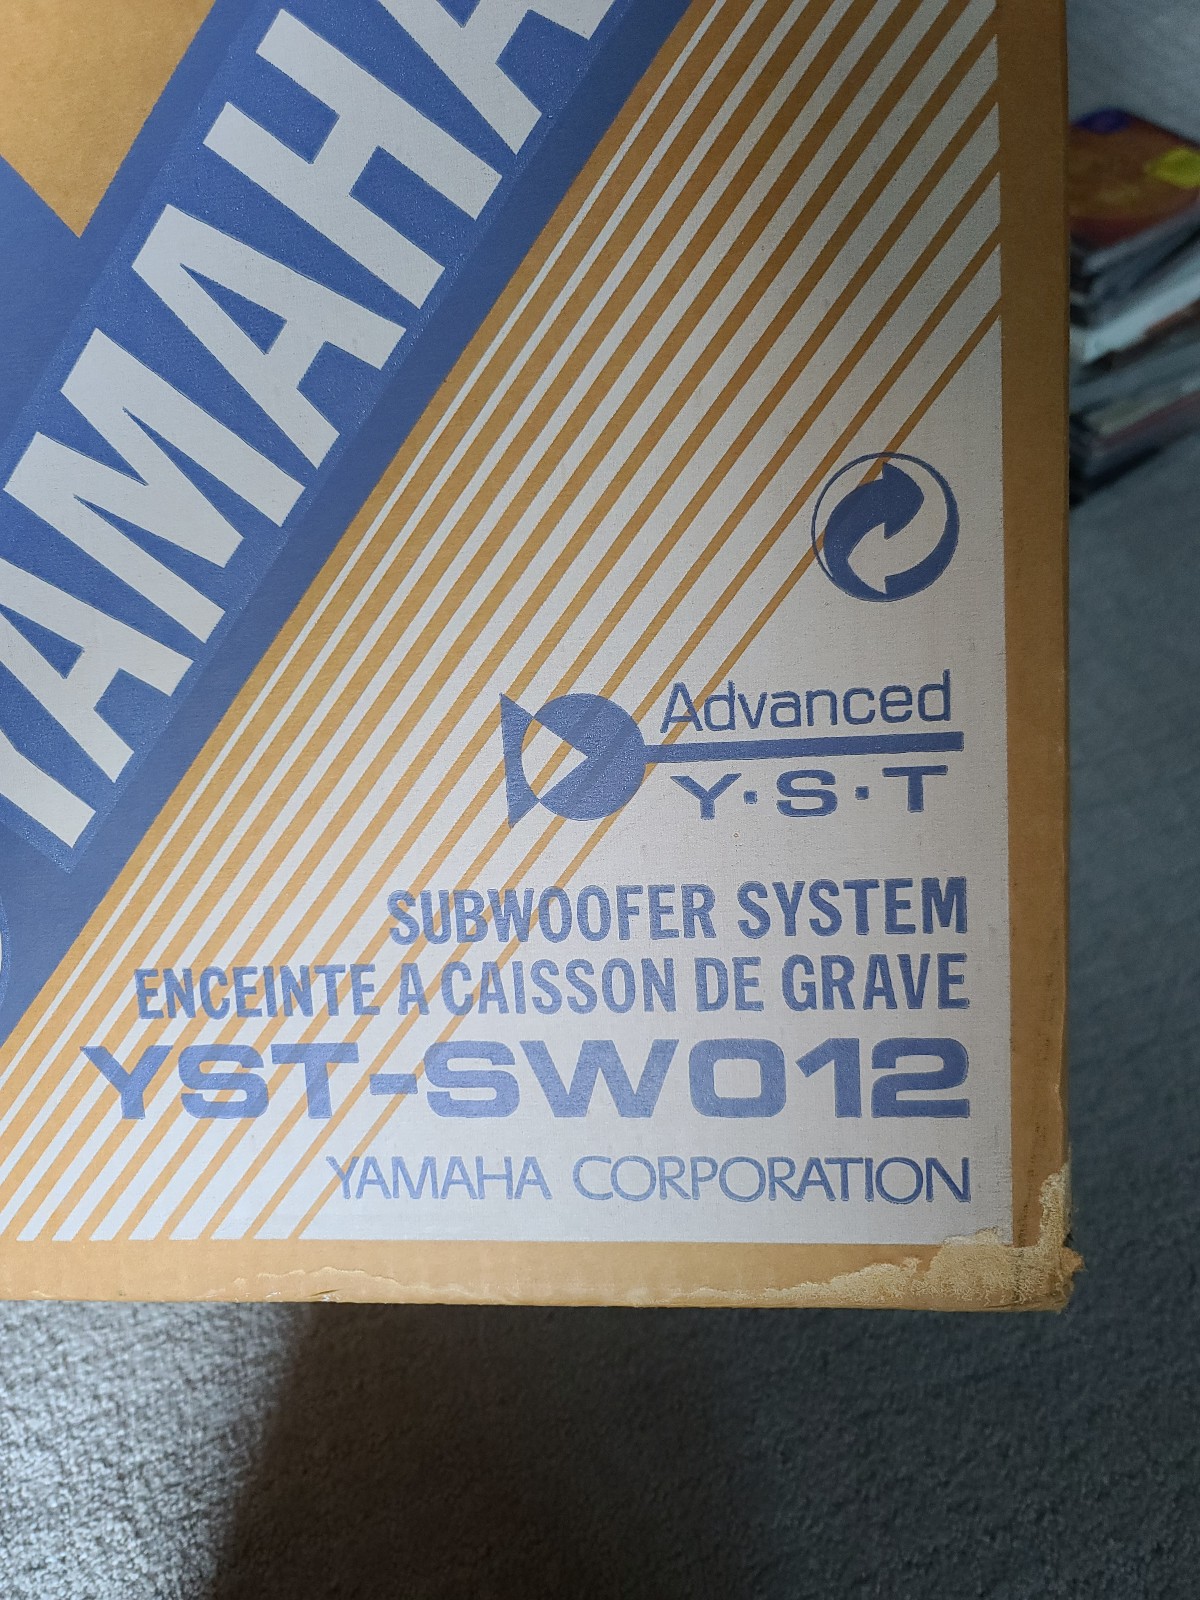 YAMAHA
Advanced
Y·S·T
SUBWOOFER SYSTEM
ENCEINTE A CAISSON DE GRAVE
YST-SW012
YAMAHA CORPORATION